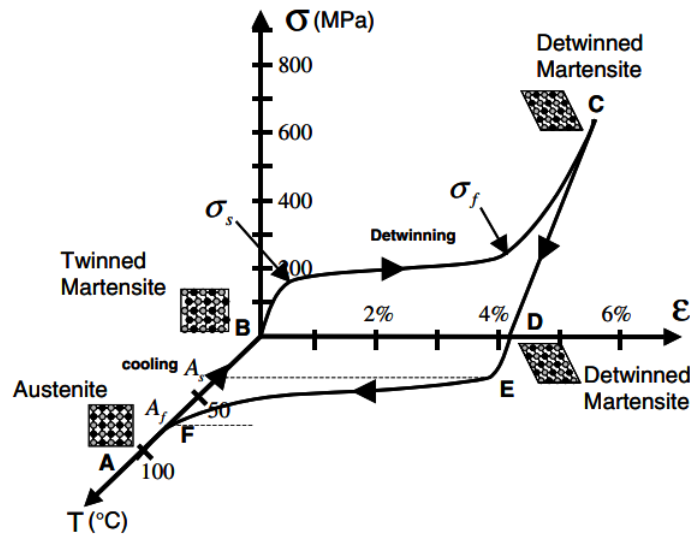 σ (MPa)
Detwinned
Martensite
C
800
600
400
σs
σf
Detwinning
200
Twinned
Martensite
B
2%
4%
D
6%
ε
cooling
As
Austenite
E
Detwinned
Martensite
Af
50
F
A
100
T (°C)